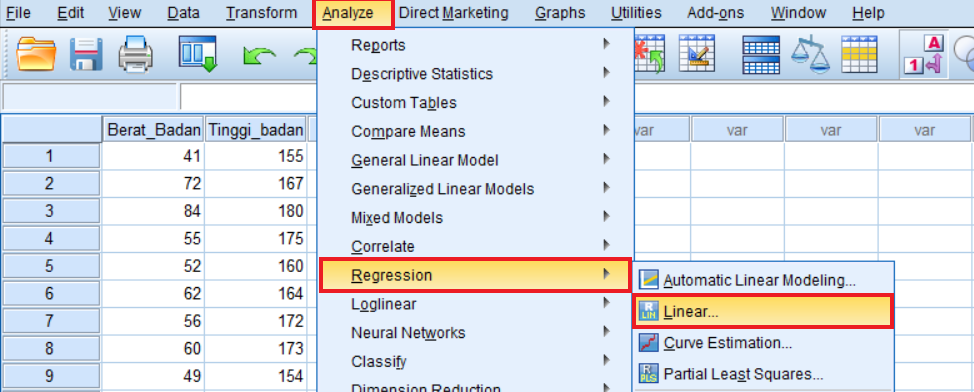 File Edit View Data Transform Analyze Direct Marketing Graphs Utilities Add-ons Window Help
Reports
Descriptive Statistics
Custom Tables
Compare Means
General Linear Model
Generalized Linear Models
Mixed Models
Correlate
Regression
Loglinear
Neural Networks
Classify
Dimension Reduction
Automatic Linear Modeling...
Linear...
Curve Estimation...
Partial Least Squares...
A
1
R
LIN
R
PLS
Berat_Badan Tinggi_badan var var var var
1 41 155
2 72 167
3 84 180
4 55 175
5 52 160
6 62 164
7 56 172
8 60 173
9 49 154